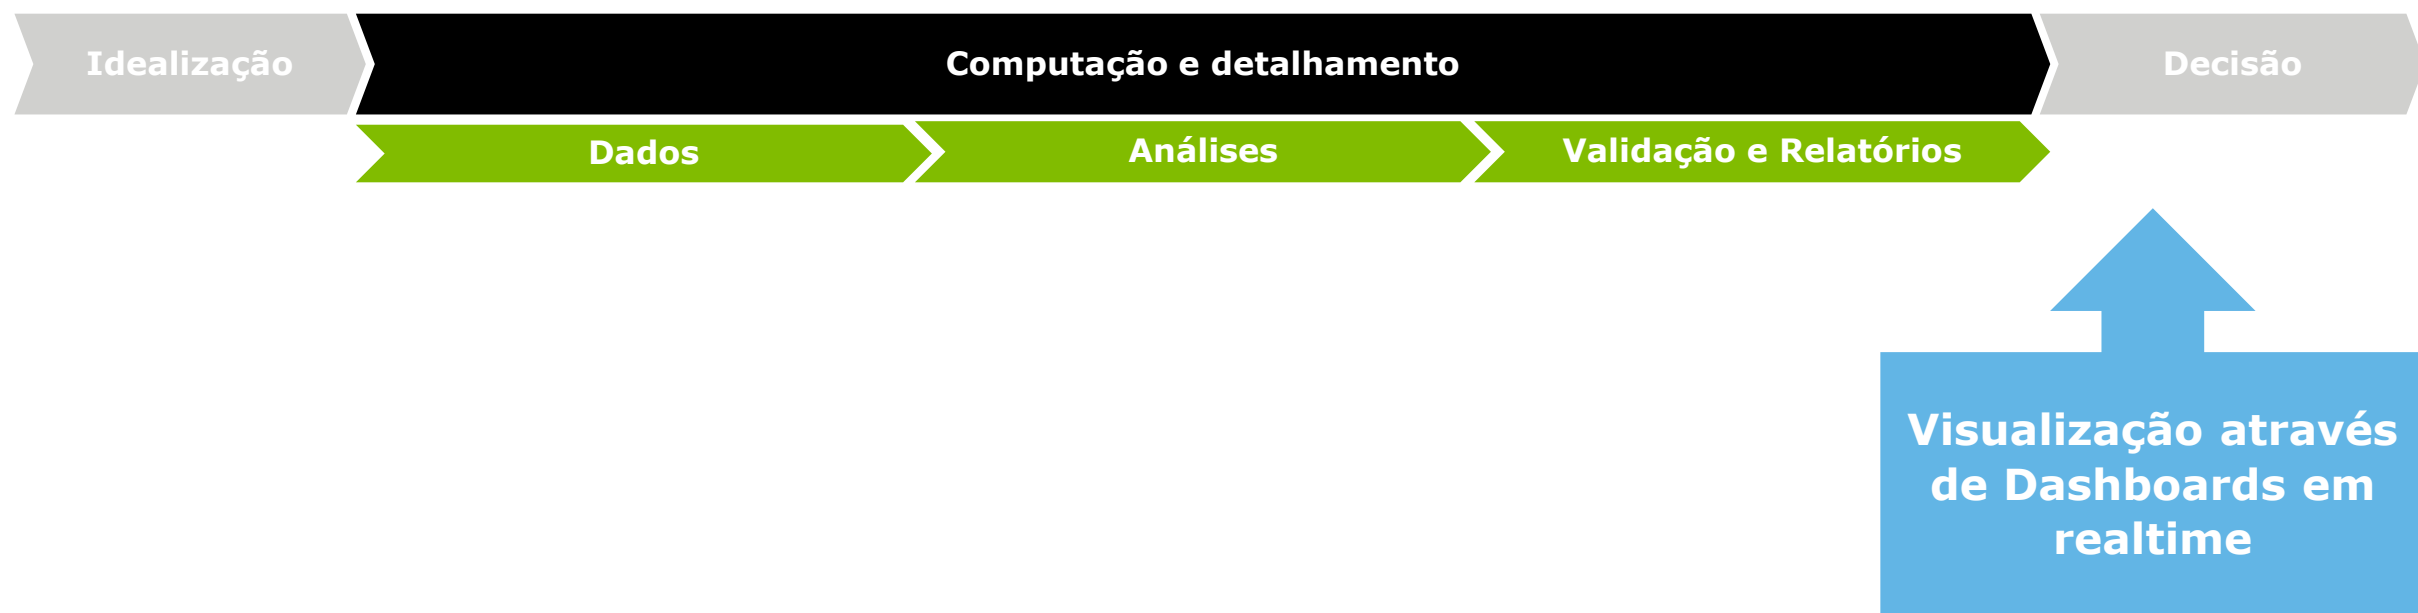 Idealização
Computação e detalhamento
Decisão
Dados
Análises
Validação e Relatórios
Visualização através
de Dashboards em
realtime